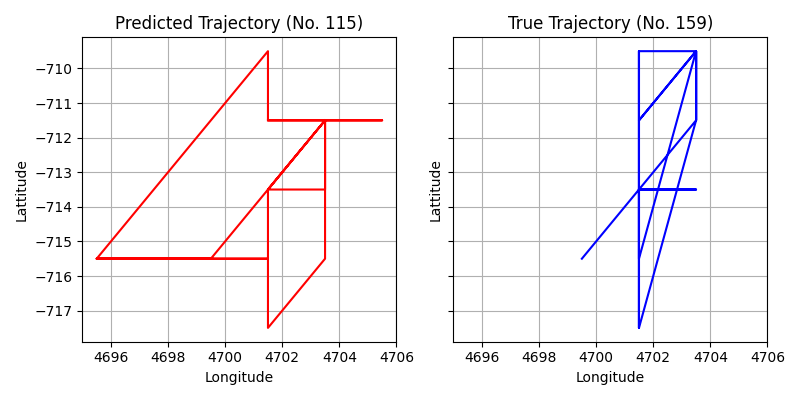 Predicted Trajectory (No. 115)
True Trajectory (No. 159)
Lattitude
−710
−711
−712
−713
−714
−715
−716
−717
4696 4698 4700 4702 4704 4706
Longitude
Lattitude
4696 4698 4700 4702 4704 4706
Longitude